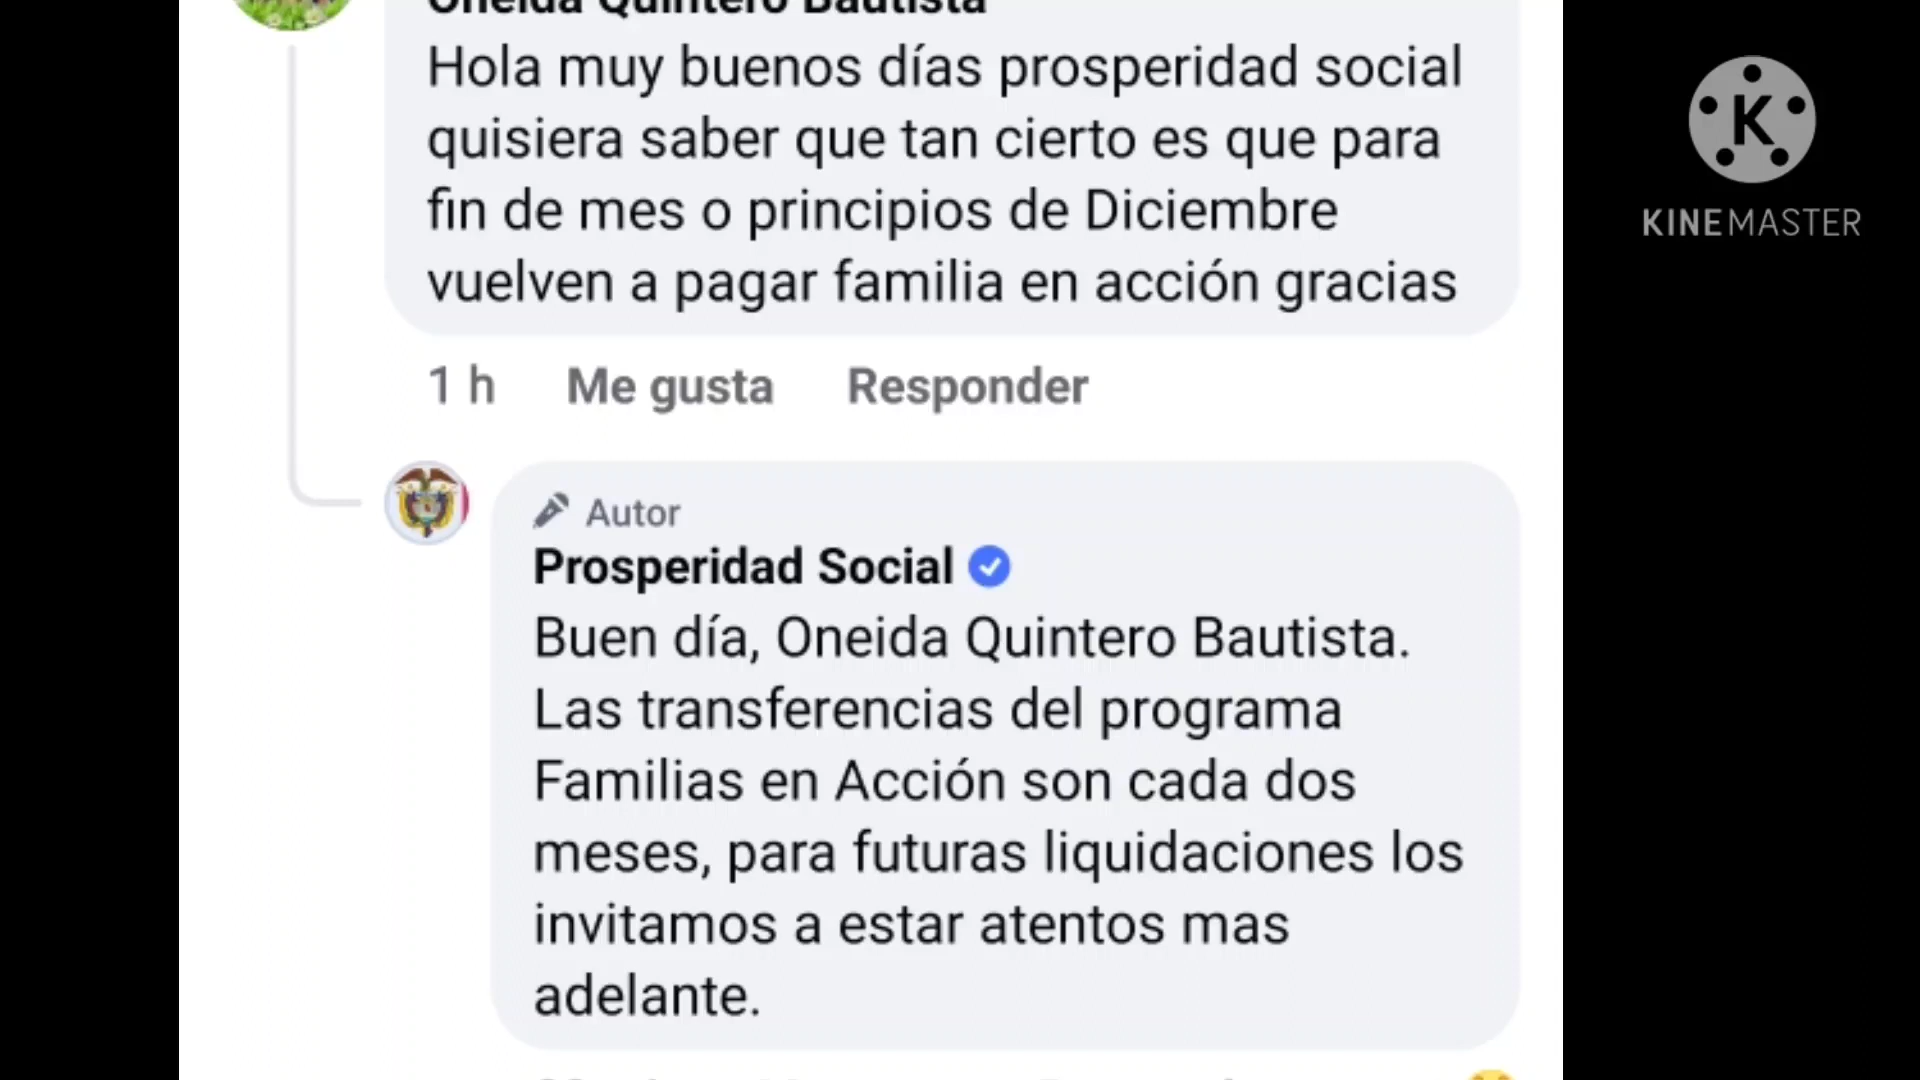 Oneida Quintero Bautista
Hola muy buenos días prosperidad social
quisiera saber que tan cierto es que para
fin de mes o principios de Diciembre
vuelven a pagar familia en acción gracias
1 h Me gusta Responder
Autor
Prosperidad Social
Buen día, Oneida Quintero Bautista.
Las transferencias del programa
Familias en Acción son cada dos
meses, para futuras liquidaciones los
invitamos a estar atentos mas
adelante.
K
KINEMASTER